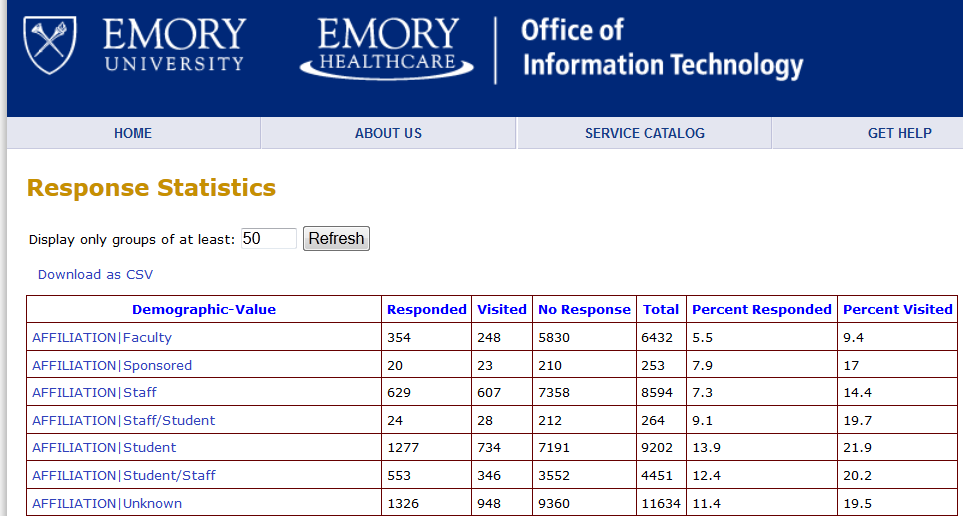 EMORY
UNIVERSITY
EMORY
HEALTHCARE
Office of
Information Technology
HOME ABOUT US SERVICE CATALOG GET HELP
Response Statistics
Display only groups of at least: 50 Refresh
Download as CSV
Demographic-Value Responded Visited No Response Total Percent Responded Percent Visited
AFFILIATION|Faculty 354 248 5830 6432 5.5 9.4
AFFILIATION|Sponsored 20 23 210 253 7.9 17
AFFILIATION|Staff 629 607 7358 8594 7.3 14.4
AFFILIATION|Staff/Student 24 28 212 264 9.1 19.7
AFFILIATION|Student 1277 734 7191 9202 13.9 21.9
AFFILIATION|Student/Staff 553 346 3552 4451 12.4 20.2
AFFILIATION|Unknown 1326 948 9360 11634 11.4 19.5